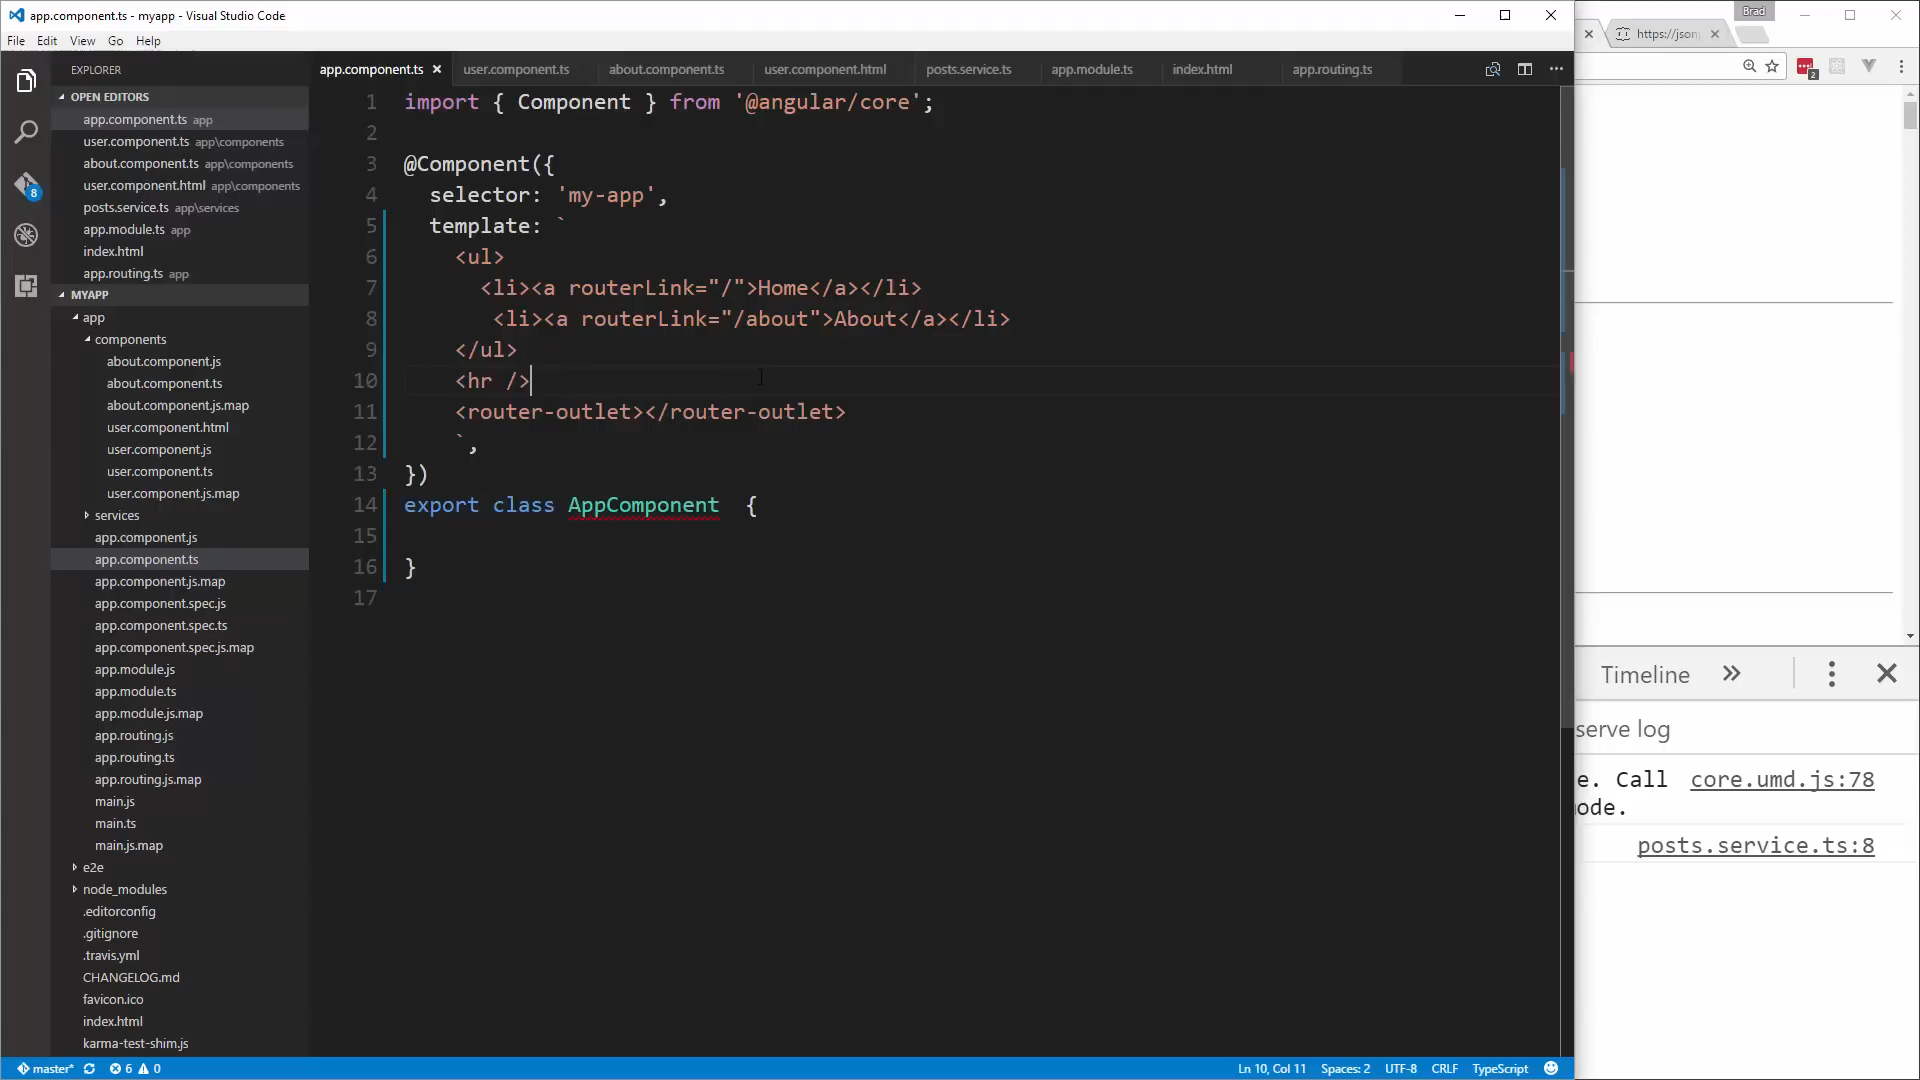 app.component.ts - myapp - Visual Studio Code
File Edit View Go Help
EXPLORER
OPEN EDITORS
app.component.ts app
user.component.ts app\components
about.component.ts app\components
user.component.html app\components
posts.service.ts app\services
app.module.ts app
index.html
app.routing.ts app
MYAPP
app
components
about.component.js
about.component.ts
about.component.js.map
user.component.html
user.component.js
user.component.ts
user.component.js.map
services
app.component.js
app.component.ts
app.component.js.map
app.component.spec.js
app.component.spec.ts
app.component.spec.js.map
app.module.js
app.module.ts
app.module.js.map
app.routing.js
app.routing.ts
app.routing.js.map
main.js
main.ts
main.js.map
e2e
node_modules
.editorconfig
.gitignore
.travis.yml
CHANGELOG.md
favicon.ico
index.html
karma-test-shim.js
8
app.component.ts user.component.ts about.component.ts user.component.html posts.service.ts app.module.ts index.html app.routing.ts
1 import { Component } from '@angular/core';
2
3 @Component({
4 selector: 'my-app',
5 template: `
6 <ul>
7 <li><a routerLink="/">Home</a></li>
8 <li><a routerLink="/about">About</a></li>
9 </ul>
10 <hr />
11 <router-outlet></router-outlet>
12 `,
13 })
14 export class AppComponent {
15
16 }
17
master* 6 0
Ln 10, Col 11 Spaces: 2 UTF-8 CRLF TypeScript
Brad
https://json
2
Timeline
serve log
e. Call core.umd.js:78
ode.
posts.service.ts:8